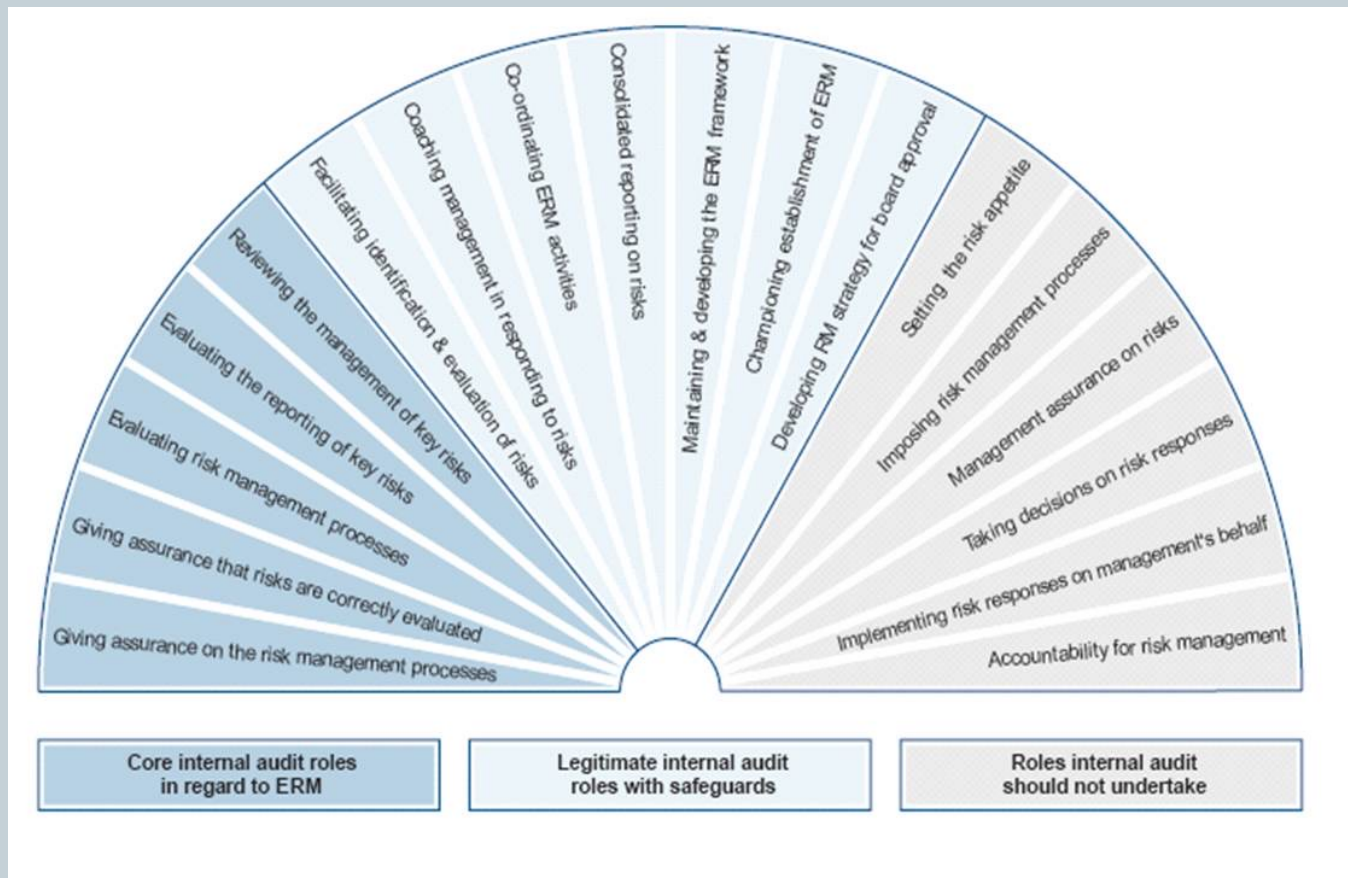 Giving assurance on the risk management processes
Giving assurance that risks are correctly evaluated
Evaluating risk management processes
Evaluating the reporting of key risks
Reviewing the management of key risks
Facilitating identification & evaluation of risks
Coaching management in responding to risks
Co-ordinating ERM activities
Consolidated reporting on risks
Maintaining & developing the ERM framework
Championing establishment of ERM
Developing RM strategy for board approval
Setting the risk appetite
Imposing risk management processes
Management assurance on risks
Taking decisions on risk responses
Implementing risk responses on management's behalf
Accountability for risk management
Core internal audit roles
in regard to ERM
Legitimate internal audit
roles with safeguards
Roles internal audit
should not undertake